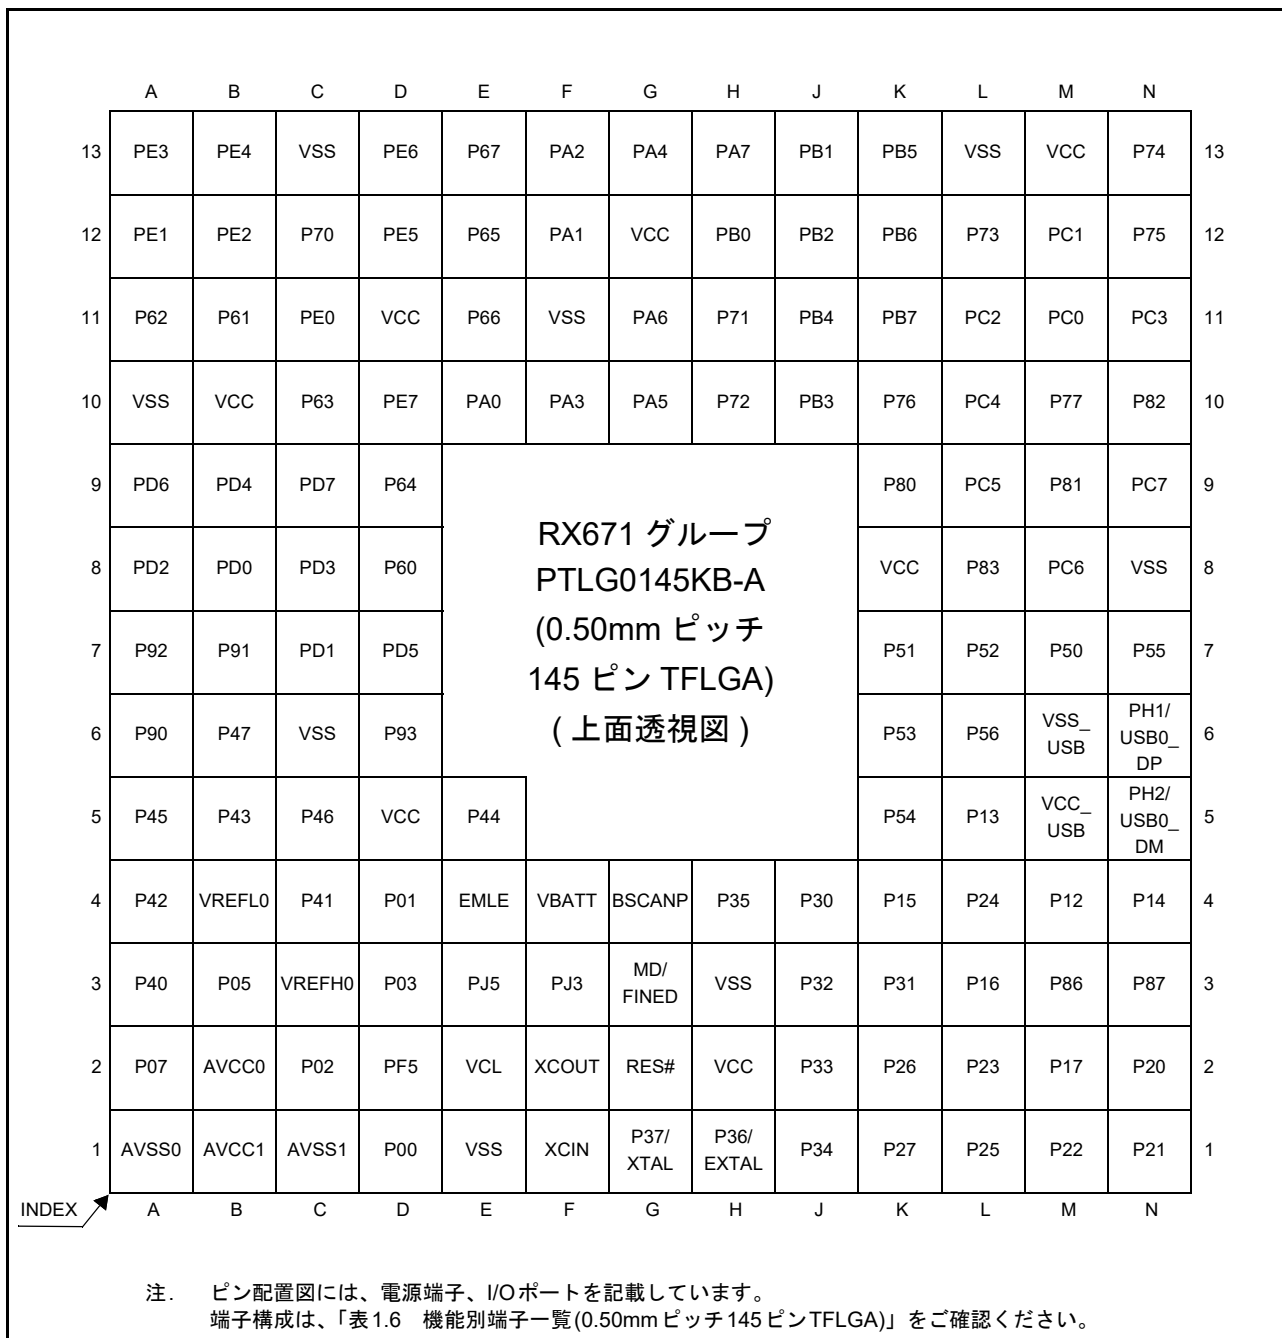 A B C D E F G H J K L M N
13 PE3 PE4 VSS PE6 P67 PA2 PA4 PA7 PB1 PB5 VSS VCC P74 13
12 PE1 PE2 P70 PE5 P65 PA1 VCC PB0 PB2 PB6 P73 PC1 P75 12
11 P62 P61 PE0 VCC P66 VSS PA6 P71 PB4 PB7 PC2 PC0 PC3 11
10 VSS VCC P63 PE7 PA0 PA3 PA5 P72 PB3 P76 PC4 P77 P82 10
9 PD6 PD4 PD7 P64 P80 PC5 P81 PC7 9
8 PD2 PD0 PD3 P60 VCC P83 PC6 VSS 8
7 P92 P91 PD1 PD5 P51 P52 P50 P55 7
6 P90 P47 VSS P93 P53 P56 VSS_USB PH1/USB0_DP 6
5 P45 P43 P46 VCC P44 P54 P13 VCC_USB PH2/USB0_DM 5
RX671 グループ
PTLG0145KB-A
(0.50mm ピッチ
145 ピン TFLGA)
( 上面透視図 )
4 P42 VREFL0 P41 P01 EMLE VBATT BSCANP P35 P30 P15 P24 P12 P14 4
3 P40 P05 VREFH0 P03 PJ5 PJ3 MD/FINED VSS P32 P31 P16 P86 P87 3
2 P07 AVCC0 P02 PF5 VCL XCOUT RES# VCC P33 P26 P23 P17 P20 2
1 AVSS0 AVCC1 AVSS1 P00 VSS XCIN P37/XTAL P36/EXTAL P34 P27 P25 P22 P21 1
INDEX A B C D E F G H J K L M N
注. ピン配置図には、電源端子、I/Oポートを記載しています。
端子構成は、「表1.6 機能別端子一覧(0.50mmピッチ145ピンTFLGA)」をご確認ください。